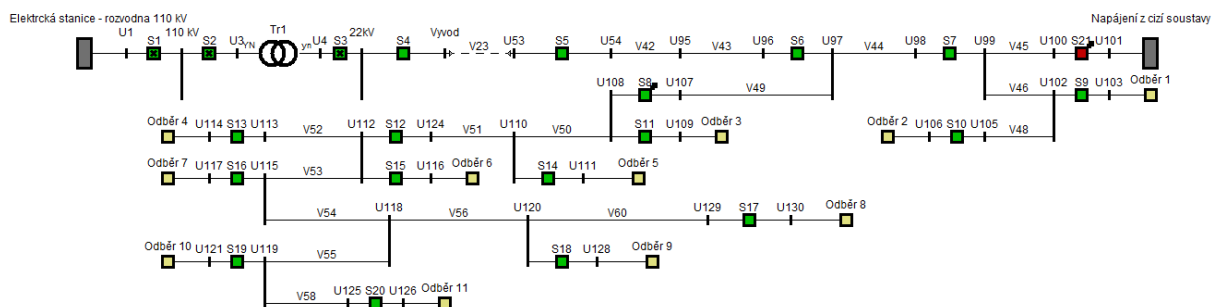 Elektrcká stanice - rozvodna 110 kV
Napájení z cizí soustavy
U1 S1 110 kV S2 U3 YN Tr1 yn U4 S3 22kV S4 Vyvod V23 U53 S5 U54 V42 U95 V43 U96 S6 U97 V44 U98 S7 U99 V45 U100 S21 U101
U108 S8 U107 V49 V46 U102 S9 U103 Odběr 1
Odběr 4 U114 S13 U113 V52 U112 S12 U124 V51 U110 V50 S11 U109 Odběr 3 Odběr 2 U106 S10 U105 V48
Odběr 7 U117 S16 U115 V53 S15 U116 Odběr 6 S14 U111 Odběr 5
V54 U118 V56 U120 V60 U129 S17 U130 Odběr 8
Odběr 10 U121 S19 U119 V55 S18 U128 Odběr 9
V58 U125 S20 U126 Odběr 11